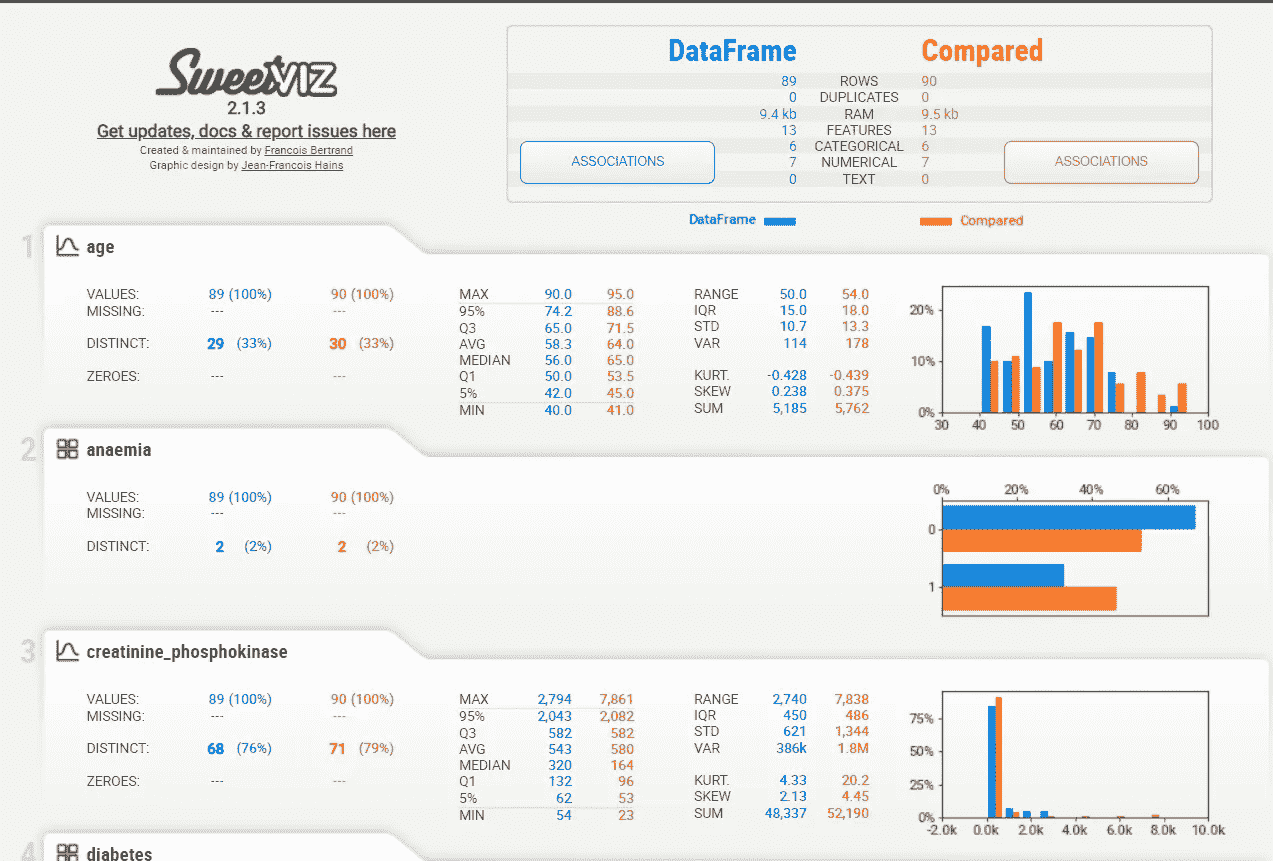 SweetVIZ
2.1.3
Get updates, docs & report issues here
Created & maintained by Francois Bertrand
Graphic design by Jean-Francois Hains
DataFrame Compared
89 ROWS 90
0 DUPLICATES 0
9.4 kb RAM 9.5 kb
13 FEATURES 13
6 CATEGORICAL 6
7 NUMERICAL 7
0 TEXT 0
ASSOCIATIONS ASSOCIATIONS
DataFrame Compared
1 age
VALUES: 89 (100%) 90 (100%)
MISSING: --- ---
DISTINCT: 29 (33%) 30 (33%)
ZEROES: --- ---
MAX 90.0 95.0
95% 74.2 88.6
Q3 65.0 71.5
AVG 58.3 64.0
MEDIAN 56.0 65.0
Q1 50.0 53.5
5% 42.0 45.0
MIN 40.0 41.0
RANGE 50.0 54.0
IQR 15.0 18.0
STD 10.7 13.3
VAR 114 178
KURT. -0.428 -0.439
SKEW 0.238 0.375
SUM 5,185 5,762
20%
10%
0%
30 40 50 60 70 80 90 100
2 anaemia
VALUES: 89 (100%) 90 (100%)
MISSING: --- ---
DISTINCT: 2 (2%) 2 (2%)
0% 20% 40% 60%
0
1
3 creatinine_phosphokinase
VALUES: 89 (100%) 90 (100%)
MISSING: --- ---
DISTINCT: 68 (76%) 71 (79%)
ZEROES: --- ---
MAX 2,794 7,861
95% 2,043 2,082
Q3 582 582
AVG 543 580
MEDIAN 320 164
Q1 132 96
5% 62 53
MIN 54 23
RANGE 2,740 7,838
IQR 450 486
STD 621 1,344
VAR 386k 1.8M
KURT. 4.33 20.2
SKEW 2.13 4.45
SUM 48,337 52,190
75%
50%
25%
0%
-2.0k 0.0k 2.0k 4.0k 6.0k 8.0k 10.0k
4 diabetes